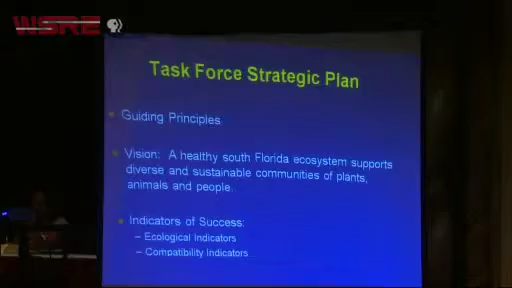 WSRE
PBS
Task Force Strategic Plan
Guiding Principles
Vision: A healthy south Florida ecosystem supports
diverse and sustainable communities of plants,
animals and people.
Indicators of Success:
– Ecological Indicators
– Compatibility Indicators